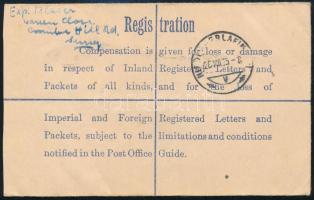 Registration
Compensation is given for loss or damage
in respect of Inland Registered Letters and
Packets of all kinds, and for the loss of
Imperial and Foreign Registered Letters and
Packets, subject to the limitations and conditions
notified in the Post Office Guide.